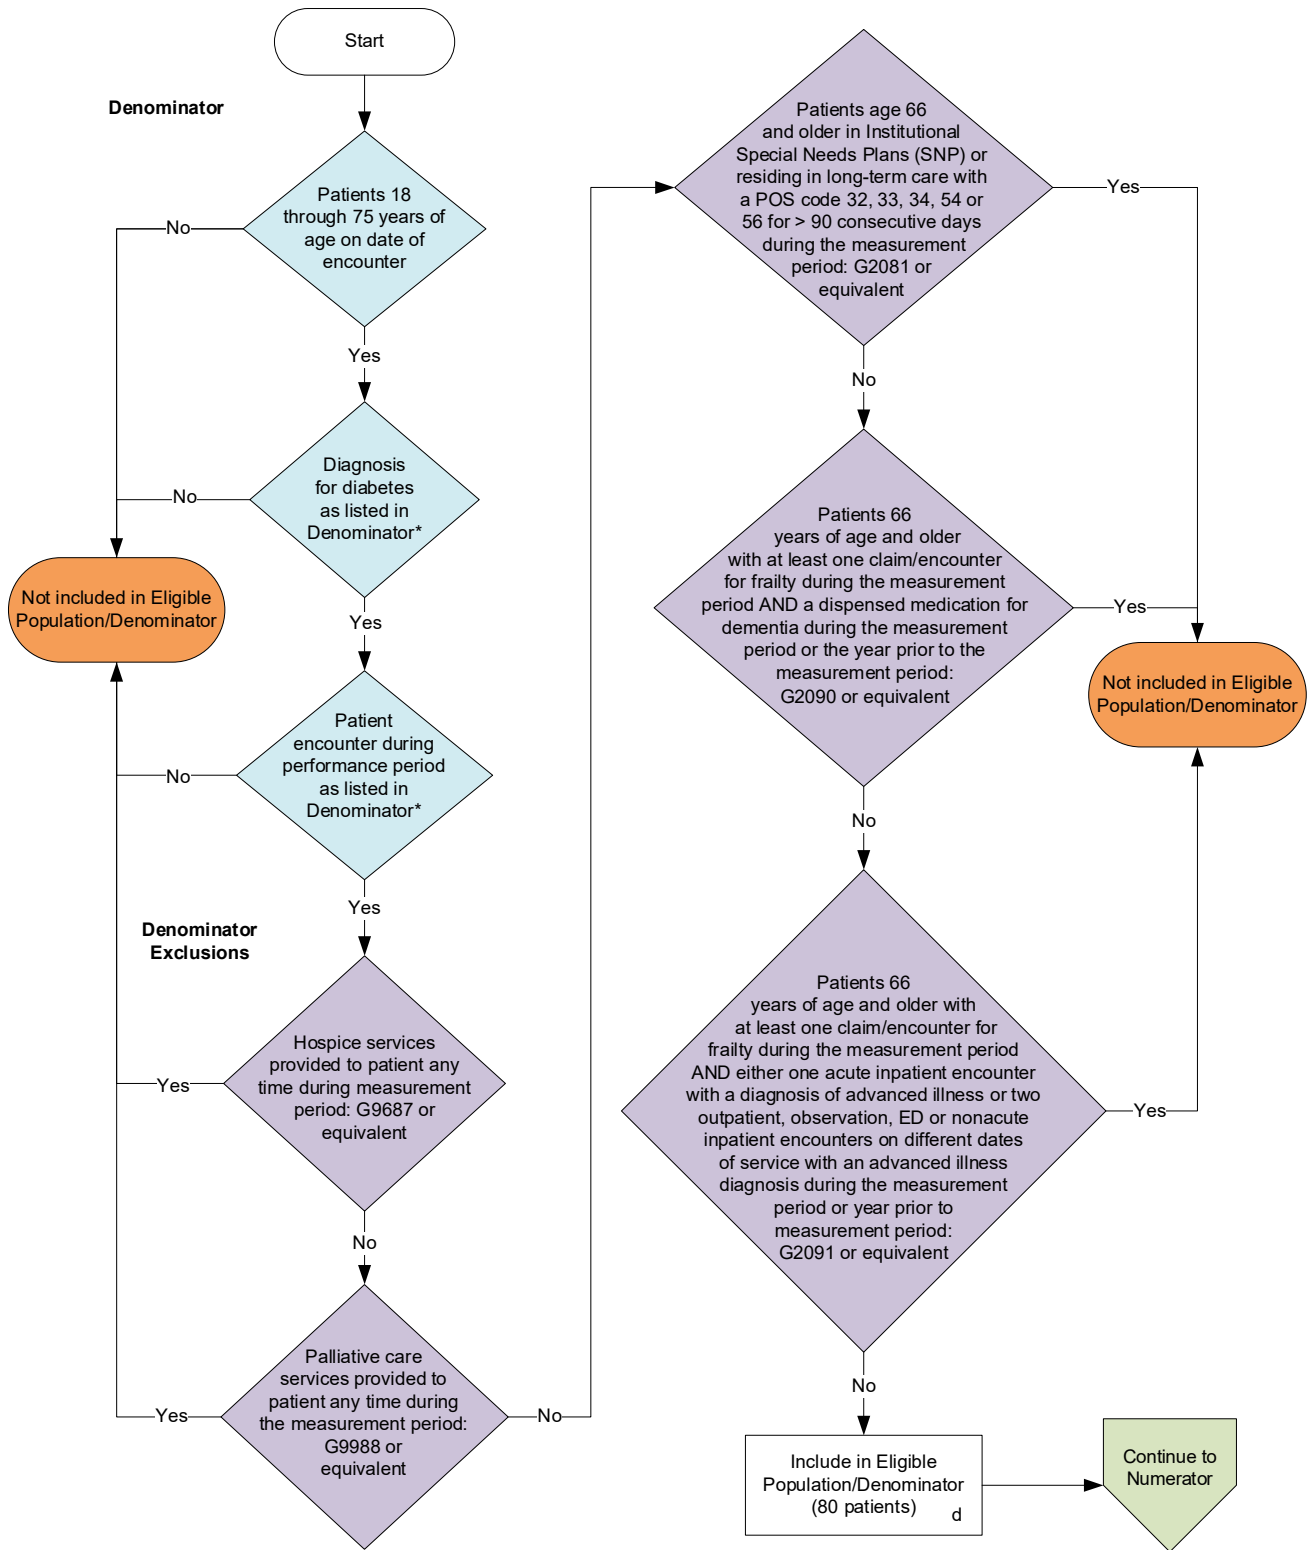 Start
Denominator
Patients 18
through 75 years of
age on date of
encounter
No
Yes
Diagnosis
for diabetes
as listed in
Denominator*
No
Not included in Eligible
Population/Denominator
Yes
Patient
encounter during
performance period
as listed in
Denominator*
No
Yes
Denominator
Exclusions
Hospice services
provided to patient any
time during measurement
period: G9687 or
equivalent
Yes
No
Palliative care
services provided to
patient any time during
the measurement period:
G9988 or
equivalent
Yes
No
Patients age 66
and older in Institutional
Special Needs Plans (SNP) or
residing in long-term care with
a POS code 32, 33, 34, 54 or
56 for > 90 consecutive days
during the measurement
period: G2081 or
equivalent
Yes
No
Patients 66
years of age and older
with at least one claim/encounter
for frailty during the measurement
period AND a dispensed medication for
dementia during the measurement
period or the year prior to the
measurement period:
G2090 or equivalent
Yes
Not included in Eligible
Population/Denominator
No
Patients 66
years of age and older with
at least one claim/encounter for
frailty during the measurement period
AND either one acute inpatient encounter
with a diagnosis of advanced illness or two
outpatient, observation, ED or nonacute
inpatient encounters on different dates
of service with an advanced illness
diagnosis during the measurement
period or year prior to
measurement period:
G2091 or equivalent
Yes
No
Include in Eligible
Population/Denominator
(80 patients)
d
Continue to
Numerator